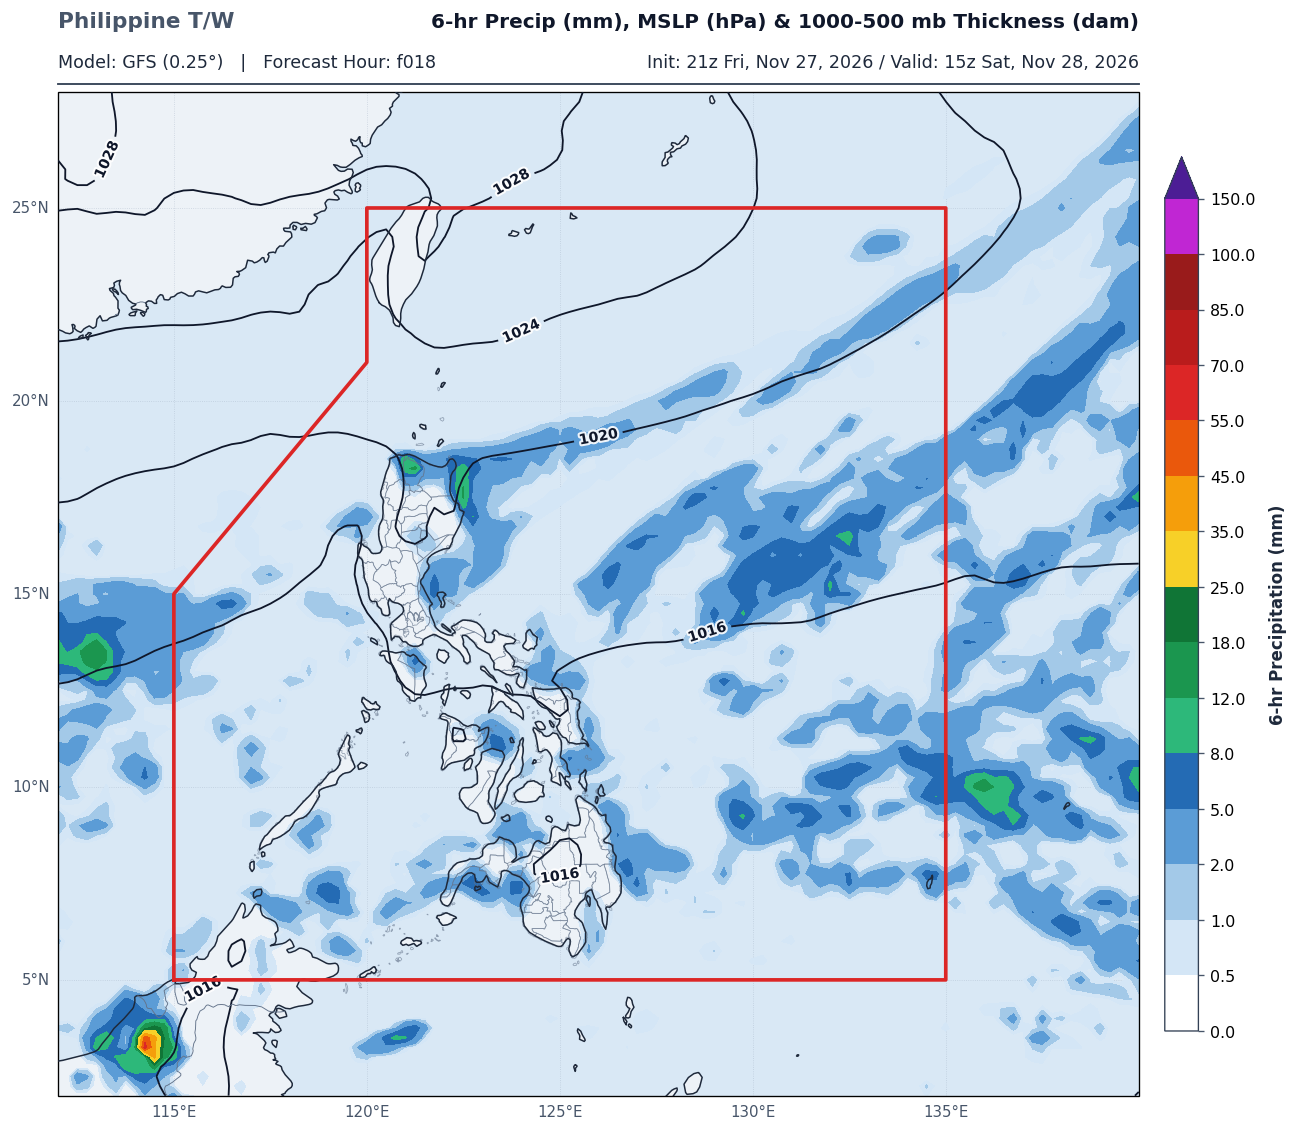 Philippine T/W
6-hr Precip (mm), MSLP (hPa) & 1000-500 mb Thickness (dam)
Model: GFS (0.25°) | Forecast Hour: f018
Init: 21z Fri, Nov 27, 2026 / Valid: 15z Sat, Nov 28, 2026
1028
1028
1024
1020
1016
1016
1016
25°N
20°N
15°N
10°N
5°N
115°E
120°E
125°E
130°E
135°E
150.0
100.0
85.0
70.0
55.0
45.0
35.0
25.0
18.0
12.0
8.0
5.0
2.0
1.0
0.5
0.0
6-hr Precipitation (mm)